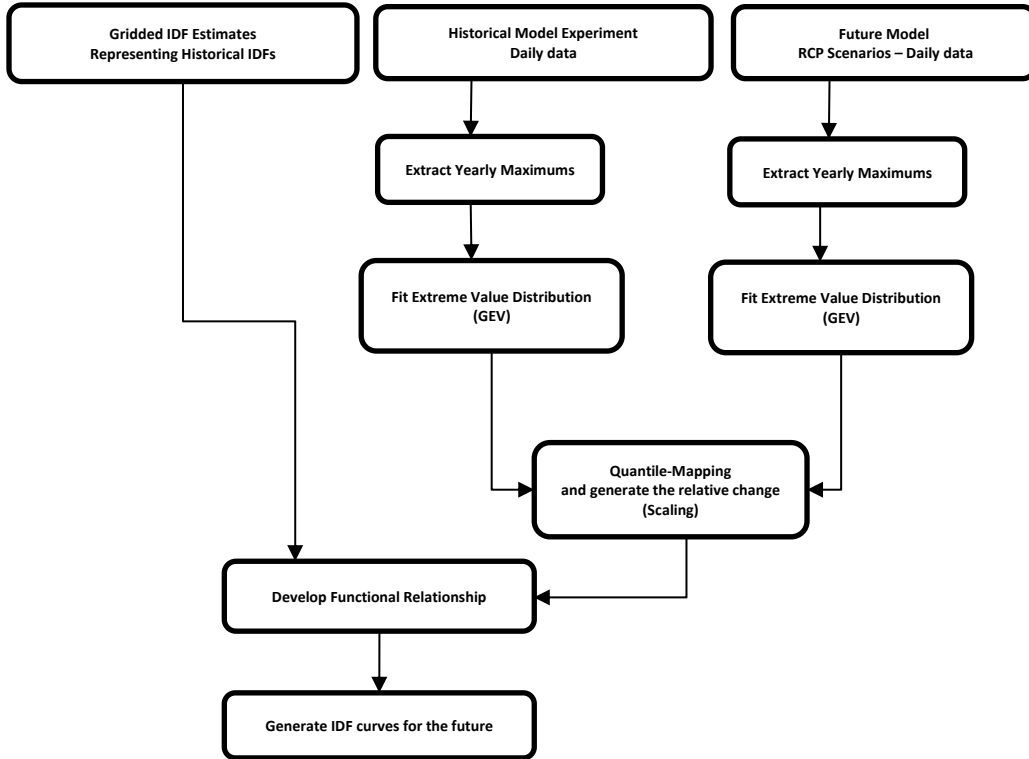 Gridded IDF Estimates
Representing Historical IDFs
Historical Model Experiment
Daily data
Future Model
RCP Scenarios – Daily data
Extract Yearly Maximums
Extract Yearly Maximums
Fit Extreme Value Distribution
(GEV)
Fit Extreme Value Distribution
(GEV)
Quantile-Mapping
and generate the relative change
(Scaling)
Develop Functional Relationship
Generate IDF curves for the future